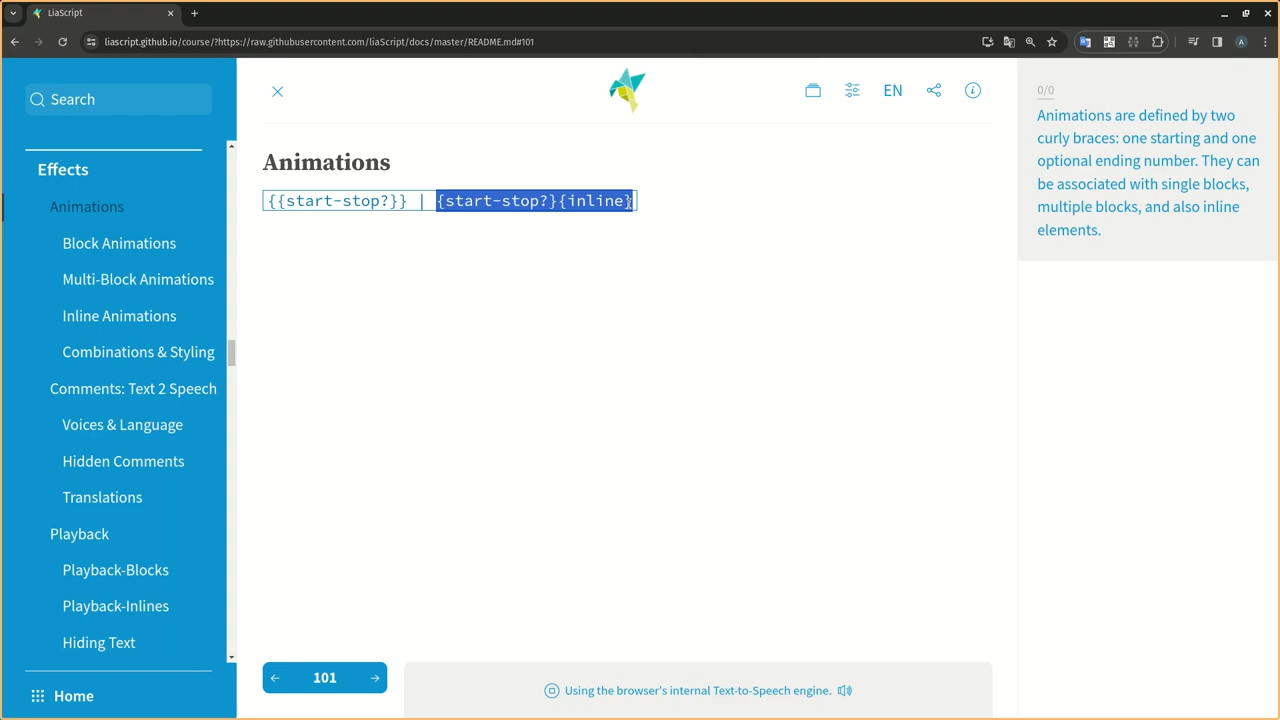 LiaScript
liascript.github.io/course/?https://raw.githubusercontent.com/liaScript/docs/master/README.md#101
A
Search
Effects
Animations
Block Animations
Multi-Block Animations
Inline Animations
Combinations & Styling
Comments: Text 2 Speech
Voices & Language
Hidden Comments
Translations
Playback
Playback-Blocks
Playback-Inlines
Hiding Text
Home
EN
Animations
{{start-stop?}} | {start-stop?}{inline}
101
Using the browser's internal Text-to-Speech engine.
0/0
Animations are defined by two
curly braces: one starting and one
optional ending number. They can
be associated with single blocks,
multiple blocks, and also inline
elements.